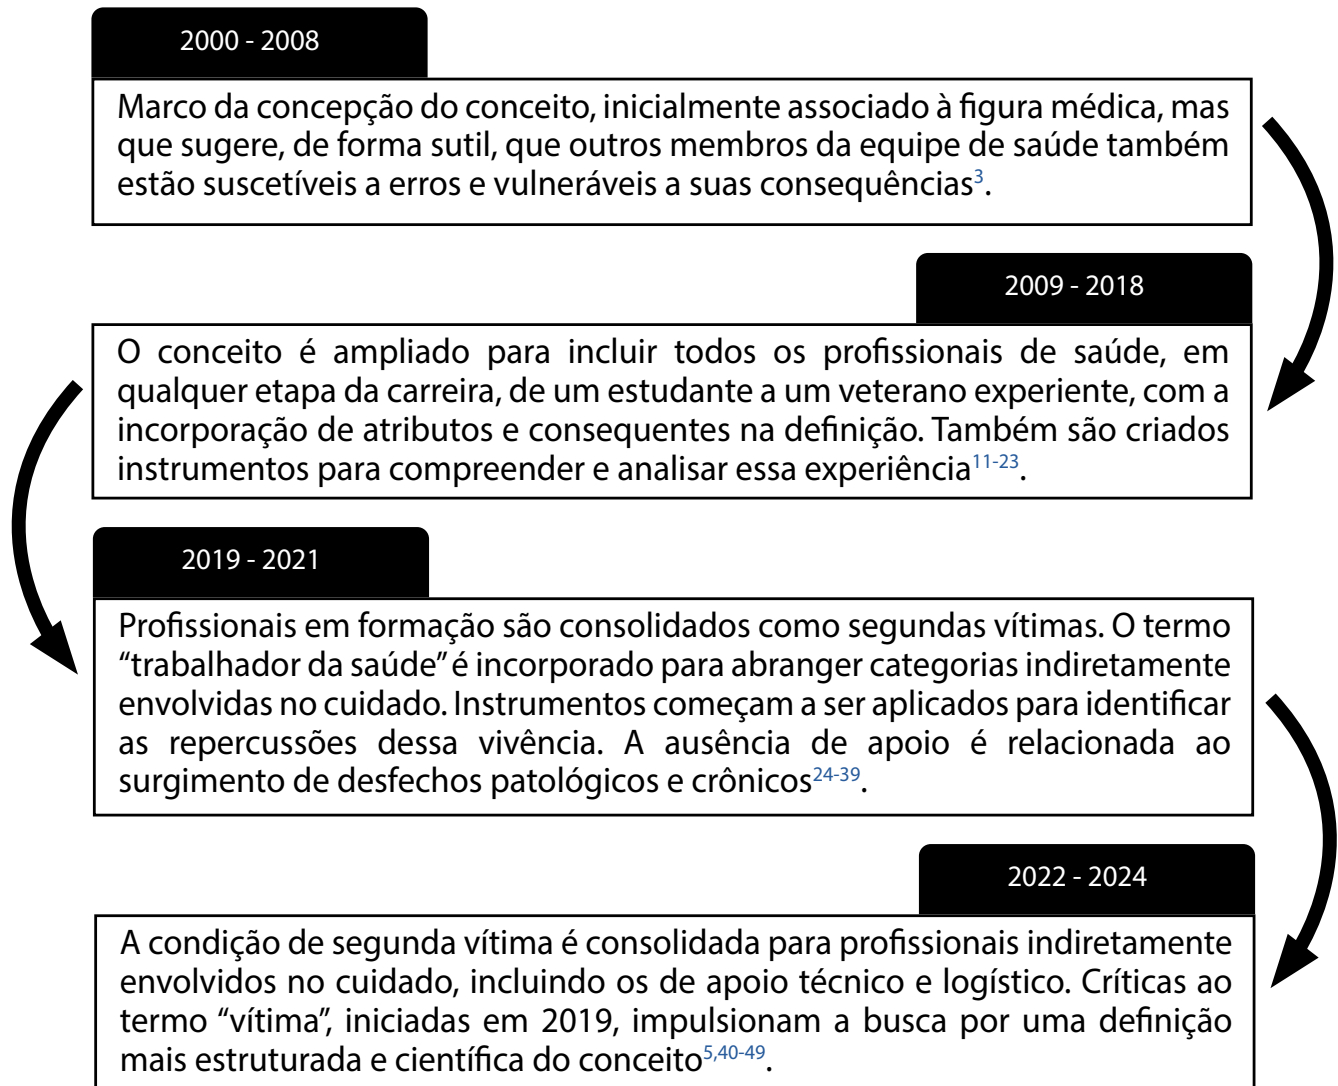 2000 - 2008
Marco da concepção do conceito, inicialmente associado à figura médica, mas
que sugere, de forma sutil, que outros membros da equipe de saúde também
estão suscetíveis a erros e vulneráveis a suas consequências³.
2009 - 2018
O conceito é ampliado para incluir todos os profissionais de saúde, em
qualquer etapa da carreira, de um estudante a um veterano experiente, com a
incorporação de atributos e consequentes na definição. Também são criados
instrumentos para compreender e analisar essa experiência¹¹⁻²³.
2019 - 2021
Profissionais em formação são consolidados como segundas vítimas. O termo
“trabalhador da saúde” é incorporado para abranger categorias indiretamente
envolvidas no cuidado. Instrumentos começam a ser aplicados para identificar
as repercussões dessa vivência. A ausência de apoio é relacionada ao
surgimento de desfechos patológicos e crônicos²⁴⁻³⁹.
2022 - 2024
A condição de segunda vítima é consolidada para profissionais indiretamente
envolvidos no cuidado, incluindo os de apoio técnico e logístico. Críticas ao
termo “vítima”, iniciadas em 2019, impulsionam a busca por uma definição
mais estruturada e científica do conceito⁵,⁴⁰⁻⁴⁹.